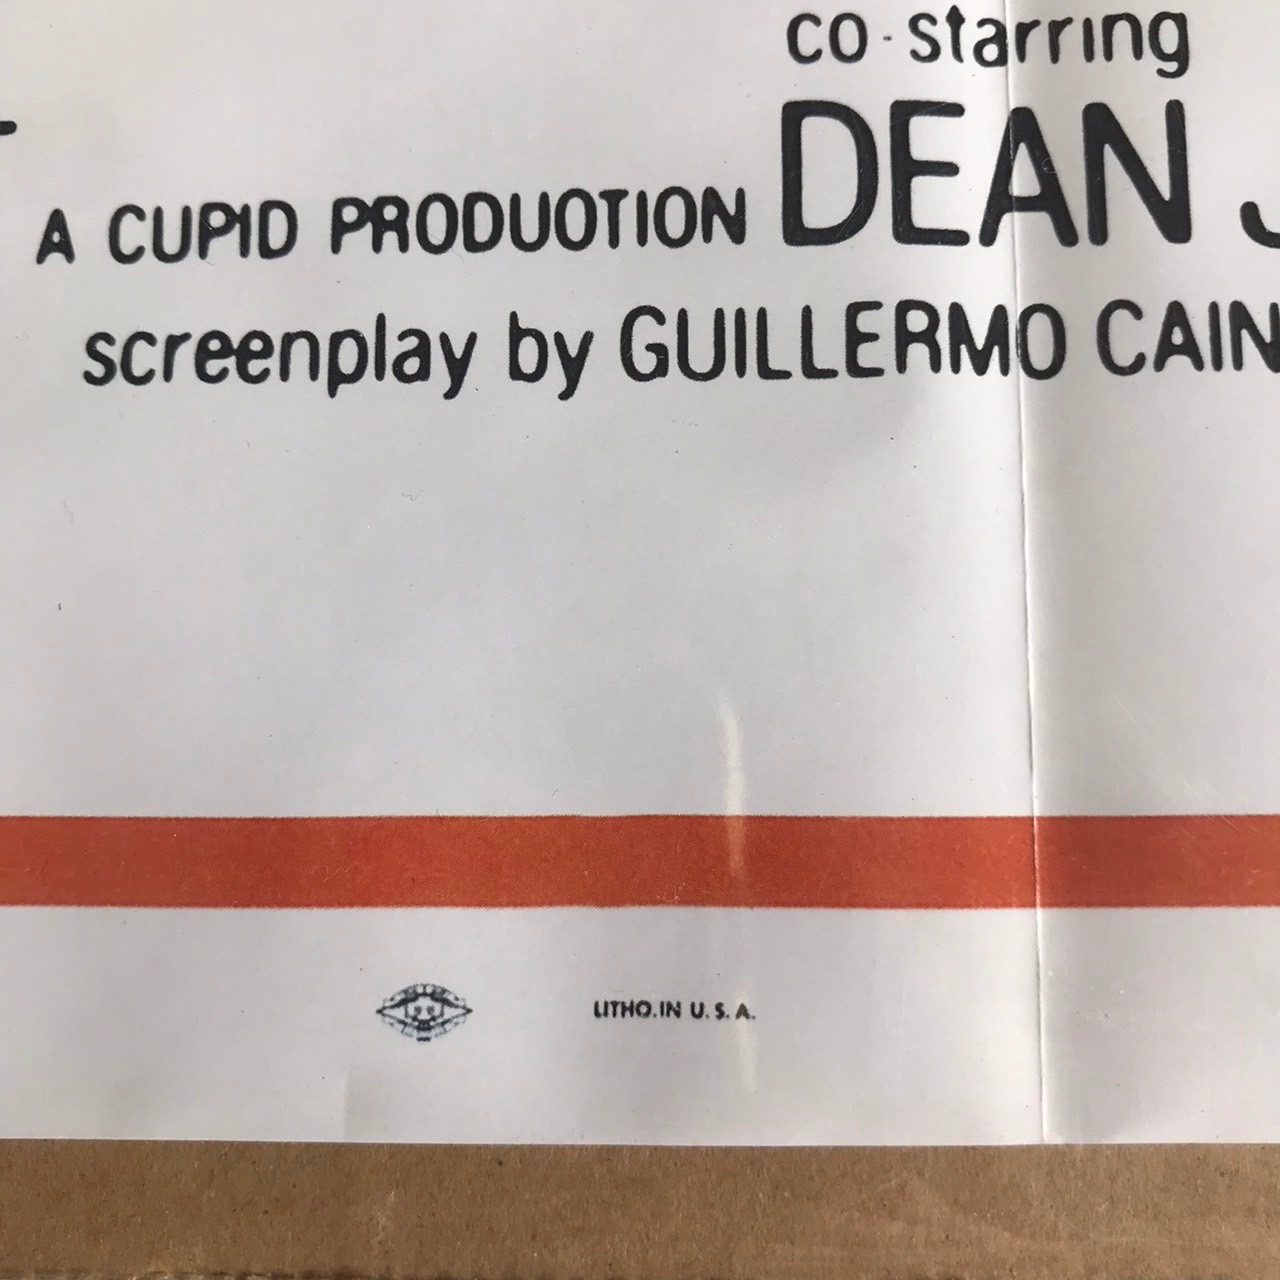 co-starring
A CUPID PRODUOTION DEAN
screenplay by GUILLERMO CAIN
LITHO. IN U. S. A.